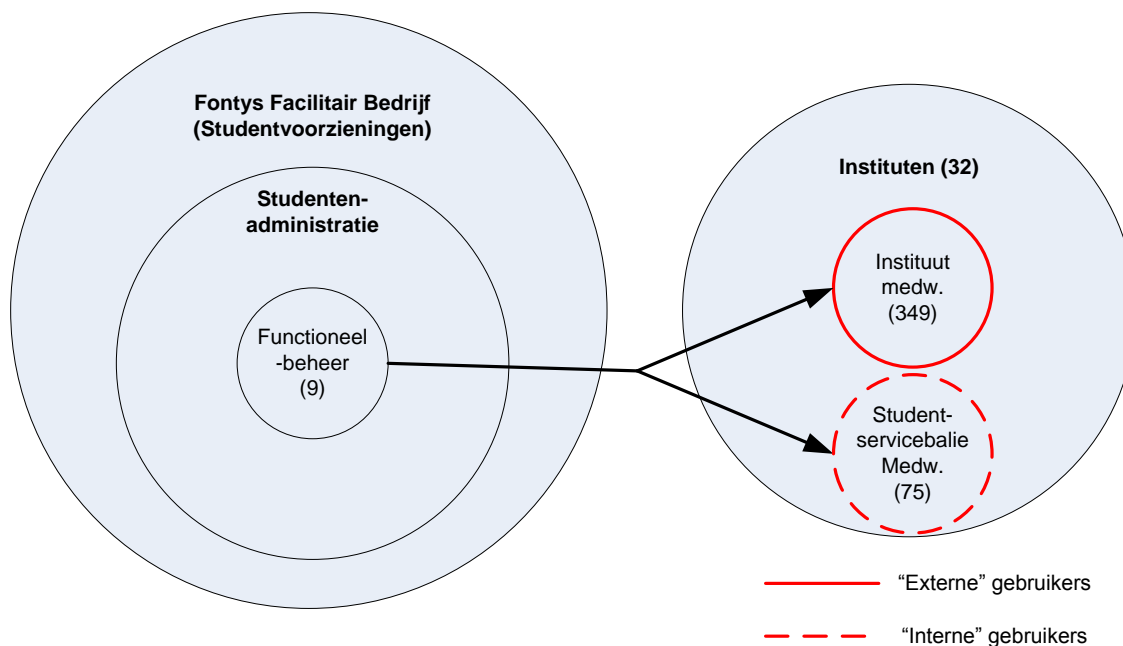 Fontys Facilitair Bedrijf
(Studentvoorzieningen)
Studenten-
administratie
Functioneel
-beheer
(9)
Instituten (32)
Instituut
medw.
(349)
Student-
servicebalie
Medw.
(75)
“Externe” gebruikers
“Interne” gebruikers